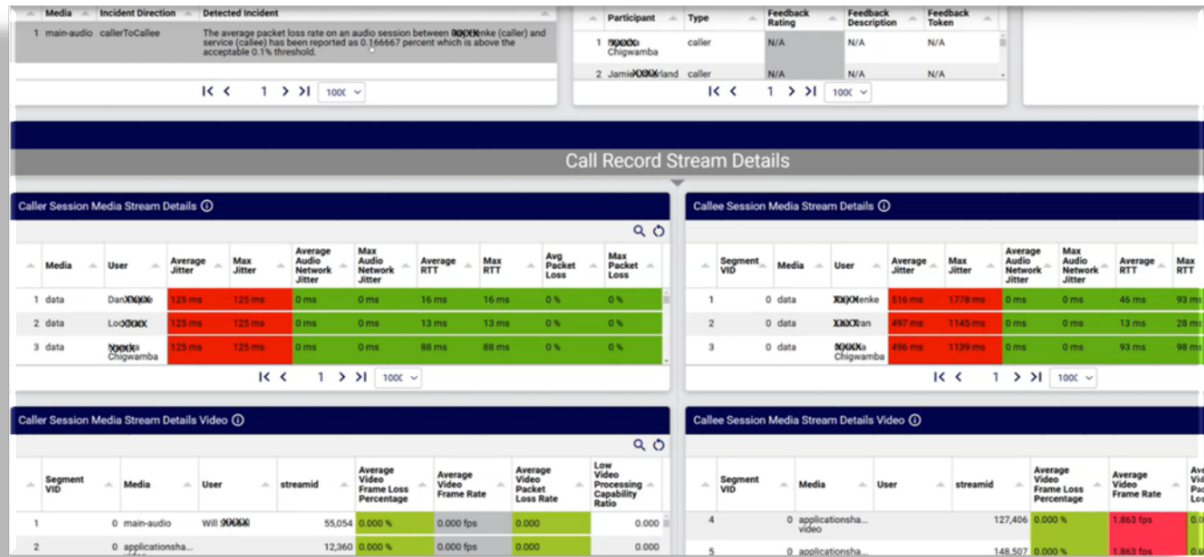 Media Incident Direction Detected Incident
1 main-audio callerToCallee The average packet loss rate on an audio session between enke (caller) and
service (callee) has been reported as 0.166667 percent which is above the
acceptable 0.1% threshold.
1 100
Participant Type Feedback Rating Feedback Description Feedback Token
1 Chigwamba caller N/A N/A N/A
2 Jamie rland caller N/A N/A N/A
1 100
Call Record Stream Details
Caller Session Media Stream Details
Media User Average Jitter Max Jitter Average Audio Network Jitter Max Audio Network Jitter Average RTT Max RTT Avg Packet Loss Max Packet Loss
1 data Dan 125 ms 125 ms 0 ms 0 ms 16 ms 16 ms 0 % 0 %
2 data 125 ms 125 ms 0 ms 0 ms 13 ms 13 ms 0 % 0 %
3 data Chigwamba 125 ms 125 ms 0 ms 0 ms 88 ms 88 ms 0 % 0 %
1 100
Callee Session Media Stream Details
Segment VID Media User Average Jitter Max Jitter Average Audio Network Jitter Max Audio Network Jitter Average RTT Max RTT
1 0 data enke 516 ms 1778 ms 0 ms 0 ms 46 ms 93 ms
2 0 data 497 ms 1145 ms 0 ms 0 ms 13 ms 28 ms
3 0 data Chigwamba 496 ms 1139 ms 0 ms 0 ms 93 ms 98 ms
1 100
Caller Session Media Stream Details Video
Segment VID Media User streamid Average Video Frame Loss Percentage Average Video Frame Rate Average Video Packet Loss Rate Low Video Processing Capability Ratio
1 0 main-audio Will 55,054 0.000 % 0.000 fps 0.000 0.000
2 0 applicationsha... 12,360 0.000 % 0.000 fps 0.000 0.000
Callee Session Media Stream Details Video
Segment VID Media User streamid Average Video Frame Loss Percentage Average Video Frame Rate
4 0 applicationsha... video 127,406 0.000 % 1.863 fps
5 0 applicationsha... 148,507 0.000 % 1.863 fps